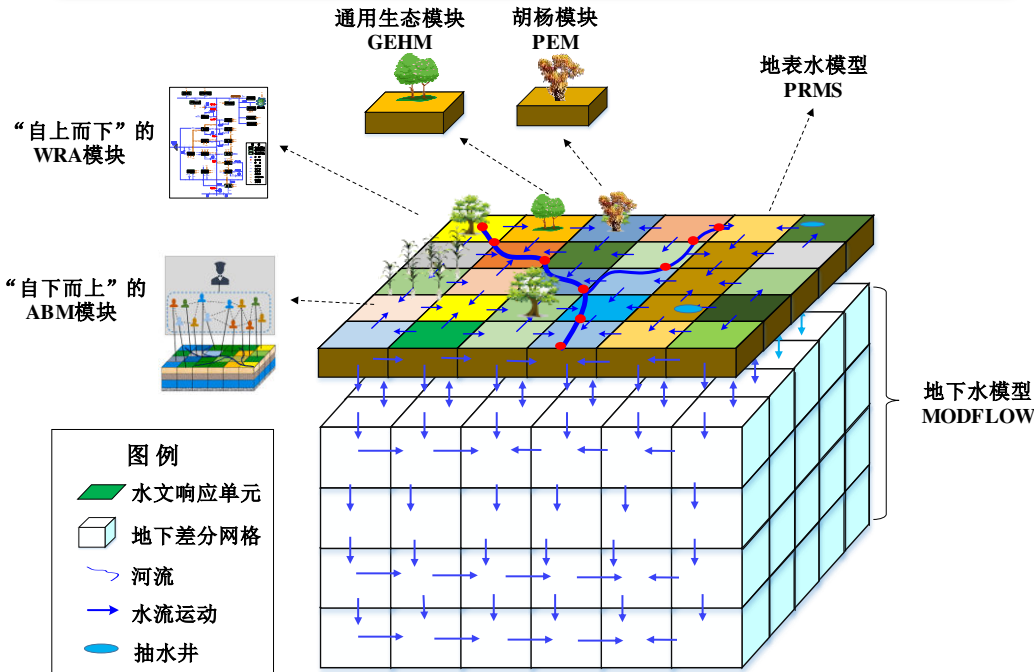 通用生态模块
GEHM
胡杨模块
PEM
地表水模型
PRMS
“自上而下”的
WRA模块
“自下而上”的
ABM模块
地下水模型
MODFLOW
图 例
水文响应单元
地下差分网格
河流
水流运动
抽水井